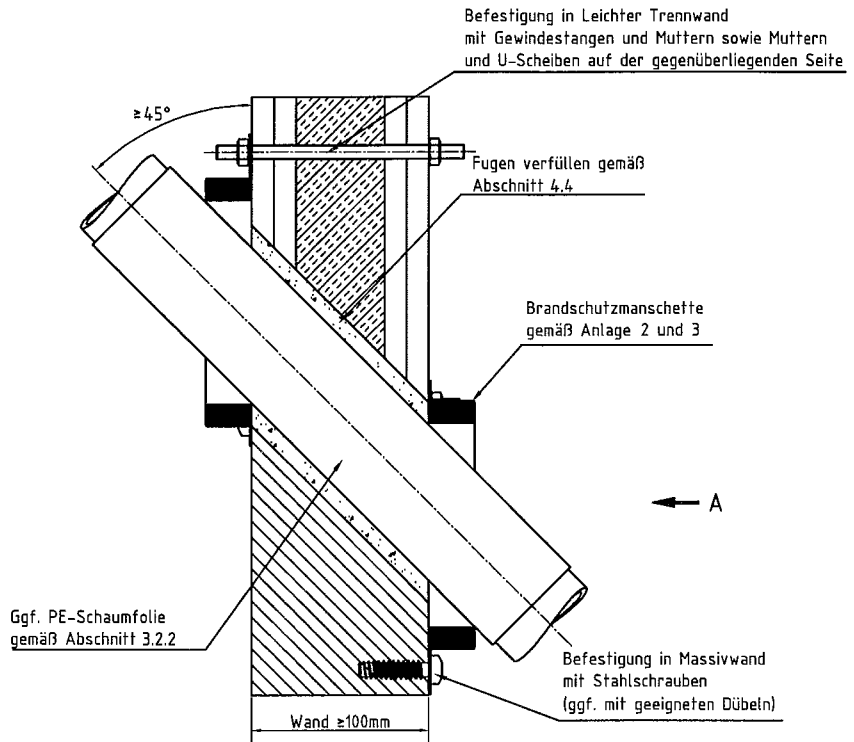 Befestigung in Leichter Trennwand
mit Gewindestangen und Muttern sowie Muttern
und U-Scheiben auf der gegenüberliegenden Seite
≥45°
Fugen verfüllen gemäß
Abschnitt 4.4
Brandschutzmanschette
gemäß Anlage 2 und 3
A
Ggf. PE-Schaumfolie
gemäß Abschnitt 3.2.2
Befestigung in Massivwand
mit Stahlschrauben
(ggf. mit geeigneten Dübeln)
Wand ≥100mm